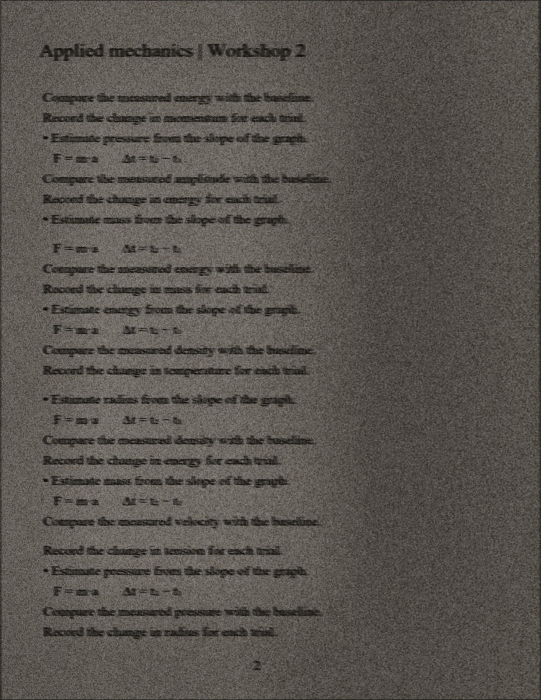 Applied mechanics | Workshop 2
Compare the measured energy with the baseline.
Record the change in momentum for each trial.
• Estimate pressure from the slope of the graph.
F = m·a Δt = t₂ − t₁
Compare the measured amplitude with the baseline.
Record the change in energy for each trial.
• Estimate mass from the slope of the graph.
F = m·a Δt = t₂ − t₁
Compare the measured energy with the baseline.
Record the change in mass for each trial.
• Estimate energy from the slope of the graph.
F = m·a Δt = t₂ − t₁
Compare the measured density with the baseline.
Record the change in temperature for each trial.
• Estimate radius from the slope of the graph.
F = m·a Δt = t₂ − t₁
Compare the measured density with the baseline.
Record the change in energy for each trial.
• Estimate mass from the slope of the graph.
F = m·a Δt = t₂ − t₁
Compare the measured velocity with the baseline.
Record the change in tension for each trial.
• Estimate pressure from the slope of the graph.
F = m·a Δt = t₂ − t₁
Compare the measured pressure with the baseline.
Record the change in radius for each trial.
2